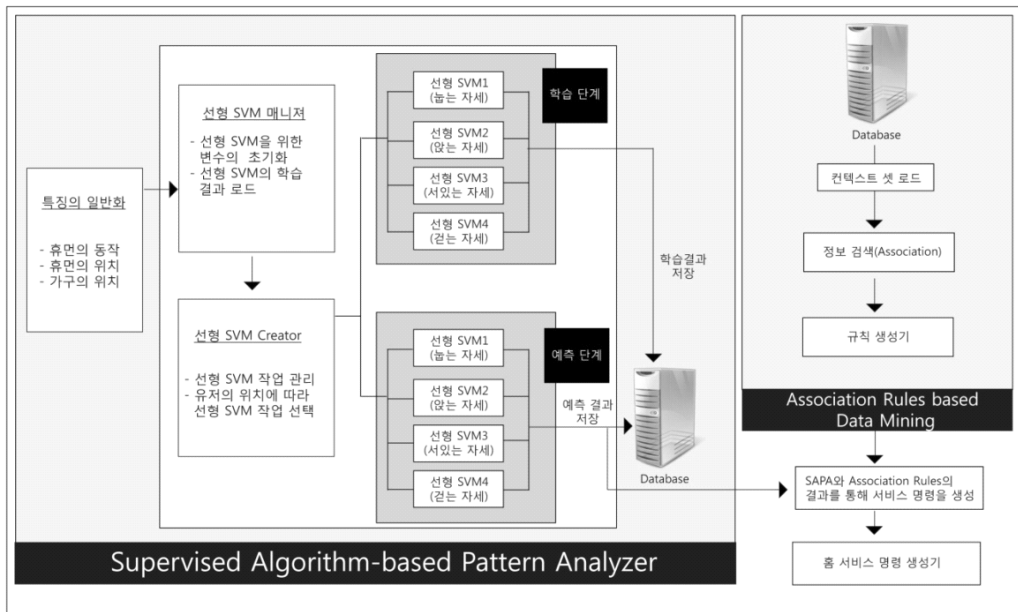 특징의 일반화
- 휴먼의 동작
- 휴먼의 위치
- 가구의 위치
선형 SVM 매니져
- 선형 SVM을 위한
변수의 초기화
- 선형 SVM의 학습
결과 로드
선형 SVM Creator
- 선형 SVM 작업 관리
- 유저의 위치에 따라
선형 SVM 작업 선택
선형 SVM1
(눕는 자세)
선형 SVM2
(앉는 자세)
선형 SVM3
(서있는 자세)
선형 SVM4
(걷는 자세)
학습 단계
학습결과
저장
선형 SVM1
(눕는 자세)
선형 SVM2
(앉는 자세)
선형 SVM3
(서있는 자세)
선형 SVM4
(걷는 자세)
예측 단계
예측 결과
저장
Database
Supervised Algorithm-based Pattern Analyzer
Database
컨텍스트 셋 로드
정보 검색(Association)
규칙 생성기
Association Rules based
Data Mining
SAPA와 Association Rules의
결과를 통해 서비스 명령을 생성
홈 서비스 명령 생성기